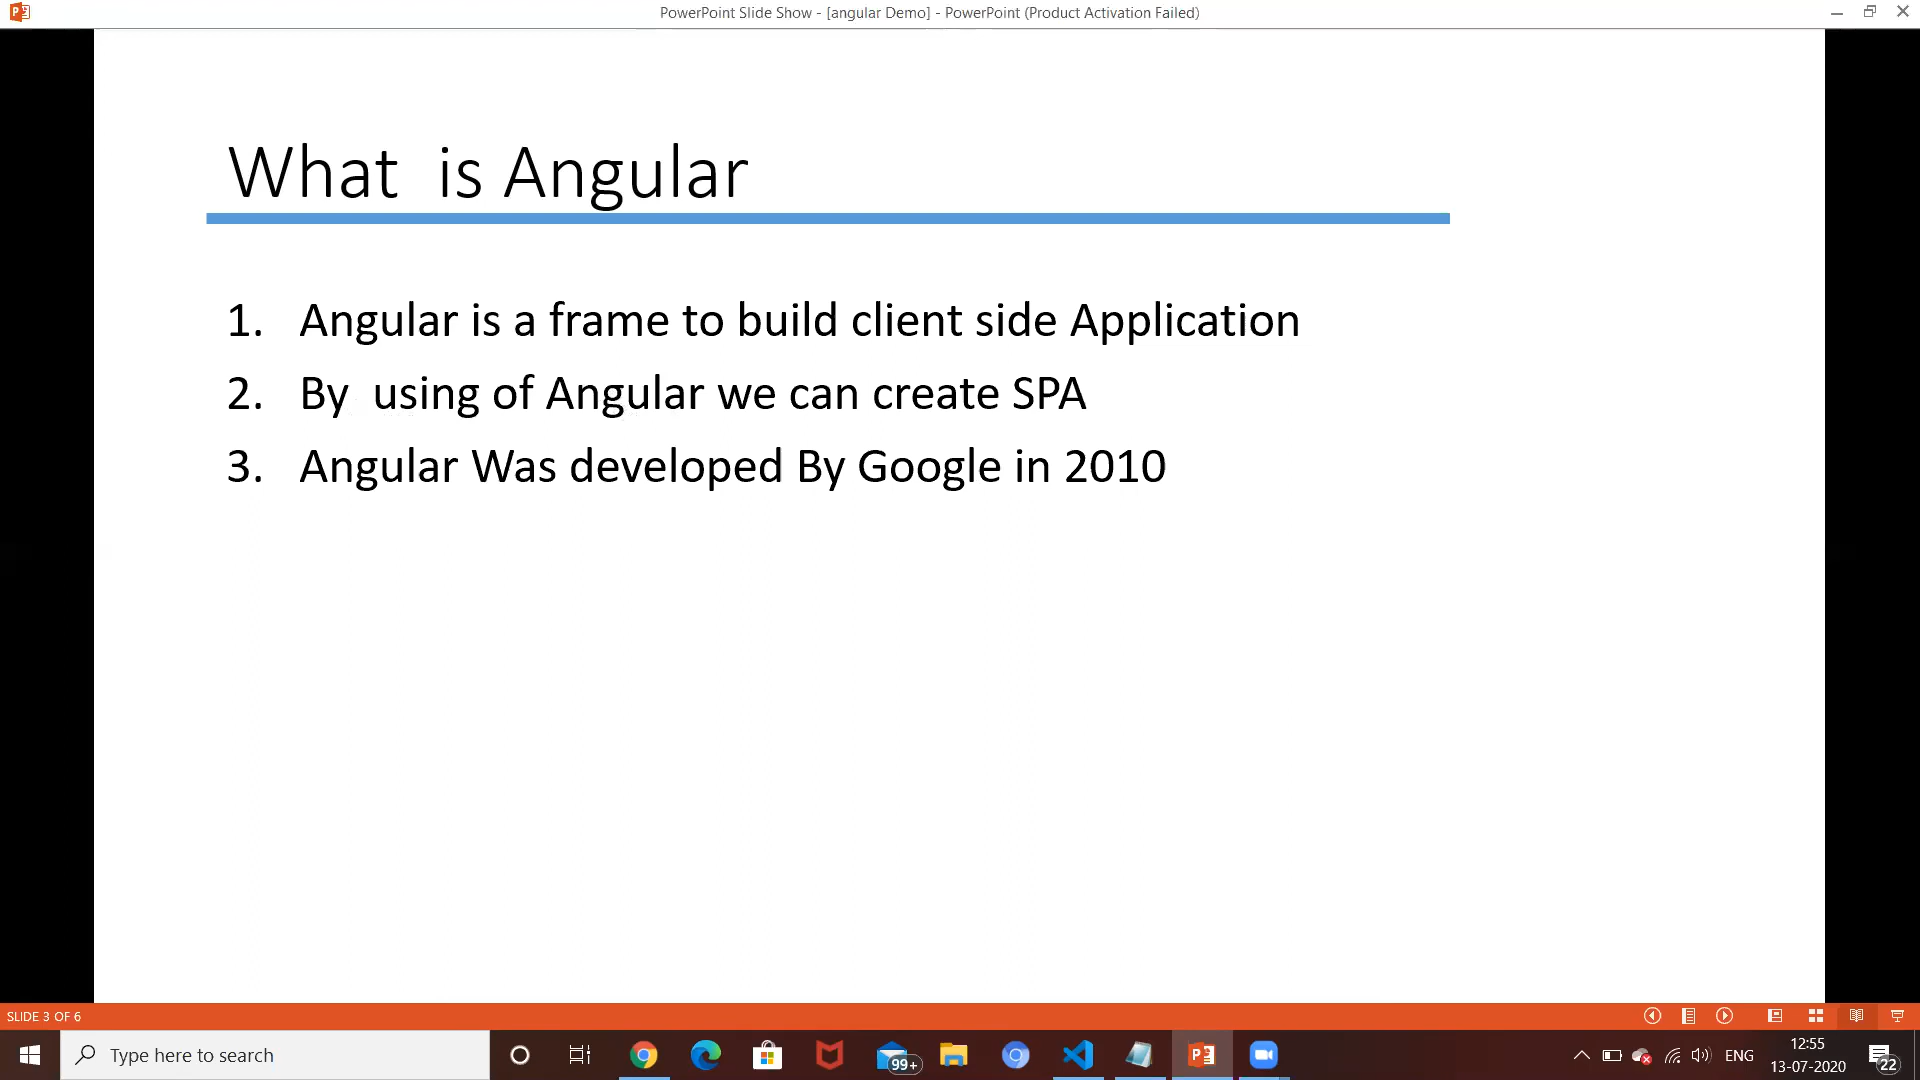 PowerPoint Slide Show - [angular Demo] - PowerPoint (Product Activation Failed)
What is Angular
1. Angular is a frame to build client side Application
2. By using of Angular we can create SPA
3. Angular Was developed By Google in 2010
SLIDE 3 OF 6
Type here to search
99+
ENG
12:55
13-07-2020
22